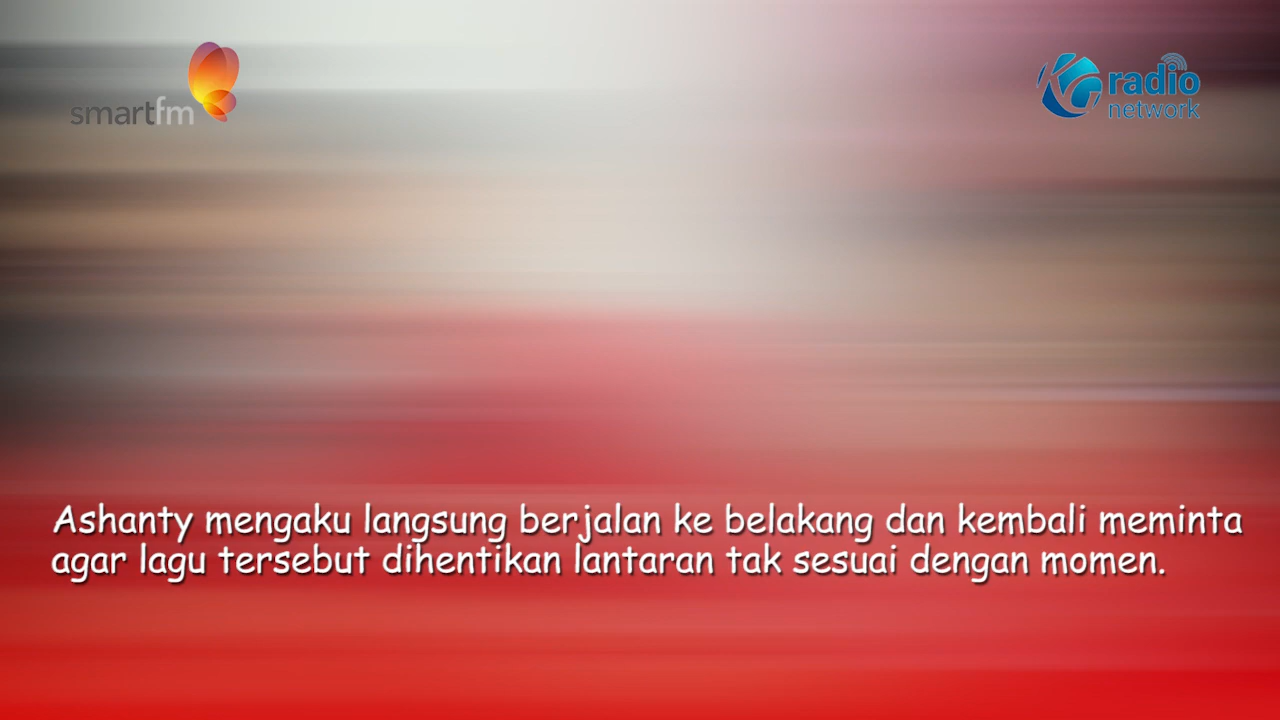 smartfm
radio
network
Ashanty mengaku langsung berjalan ke belakang dan kembali meminta
agar lagu tersebut dihentikan lantaran tak sesuai dengan momen.